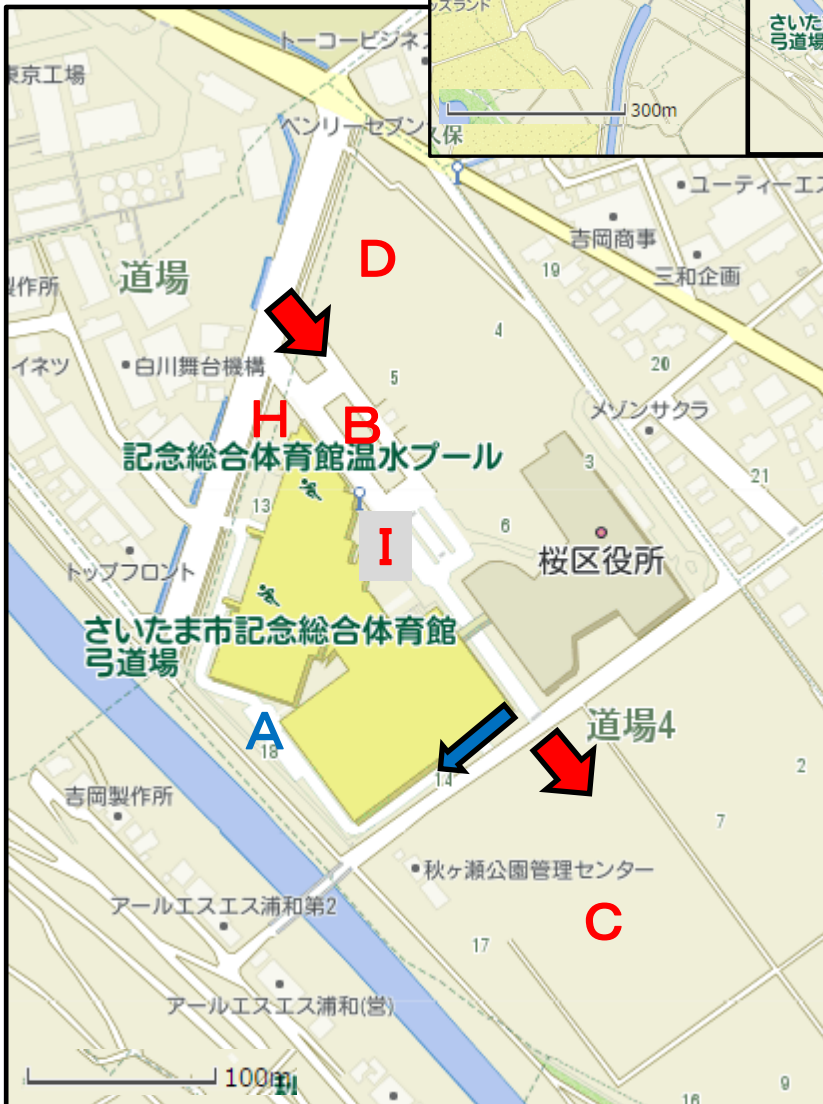 ッズランド
さいた
弓道場
トーコービジネ
東京工場
300m
ベンリーセブン
久保
ユーティーエス
吉岡商事
D
19
三和企画
道場
製作所
4
イネツ
白川舞台機構
5
20
メゾンサクラ
H
B
記念総合体育館温水プール
3
21
13
6
I
桜区役所
トップフロント
さいたま市記念総合体育館
弓道場
道場4
A
18
2
14
吉岡製作所
7
秋ヶ瀬公園管理センター
アールエスエス浦和第2
C
17
アールエスエス浦和(営)
100m
9
16